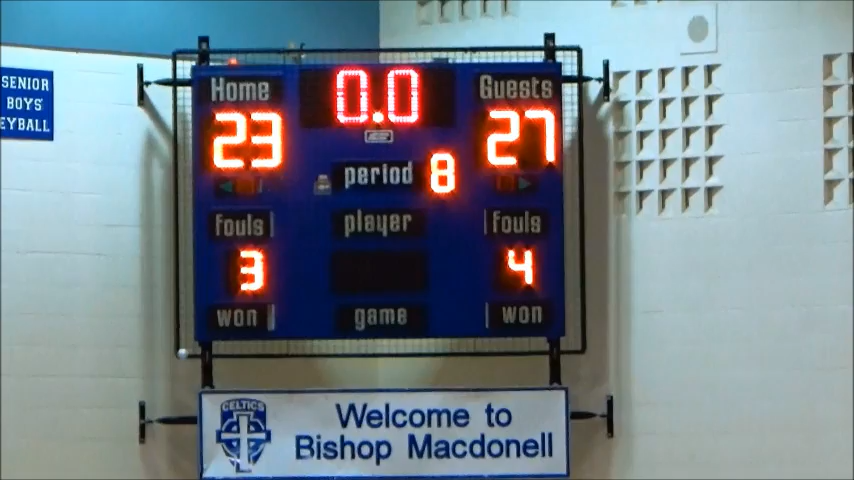 SENIOR
BOYS'
EYBALL
Home 0.0 Guests
23 27
period 8
Fouls player Fouls
3 4
won game won
CELTICS
Welcome to
Bishop Macdonell